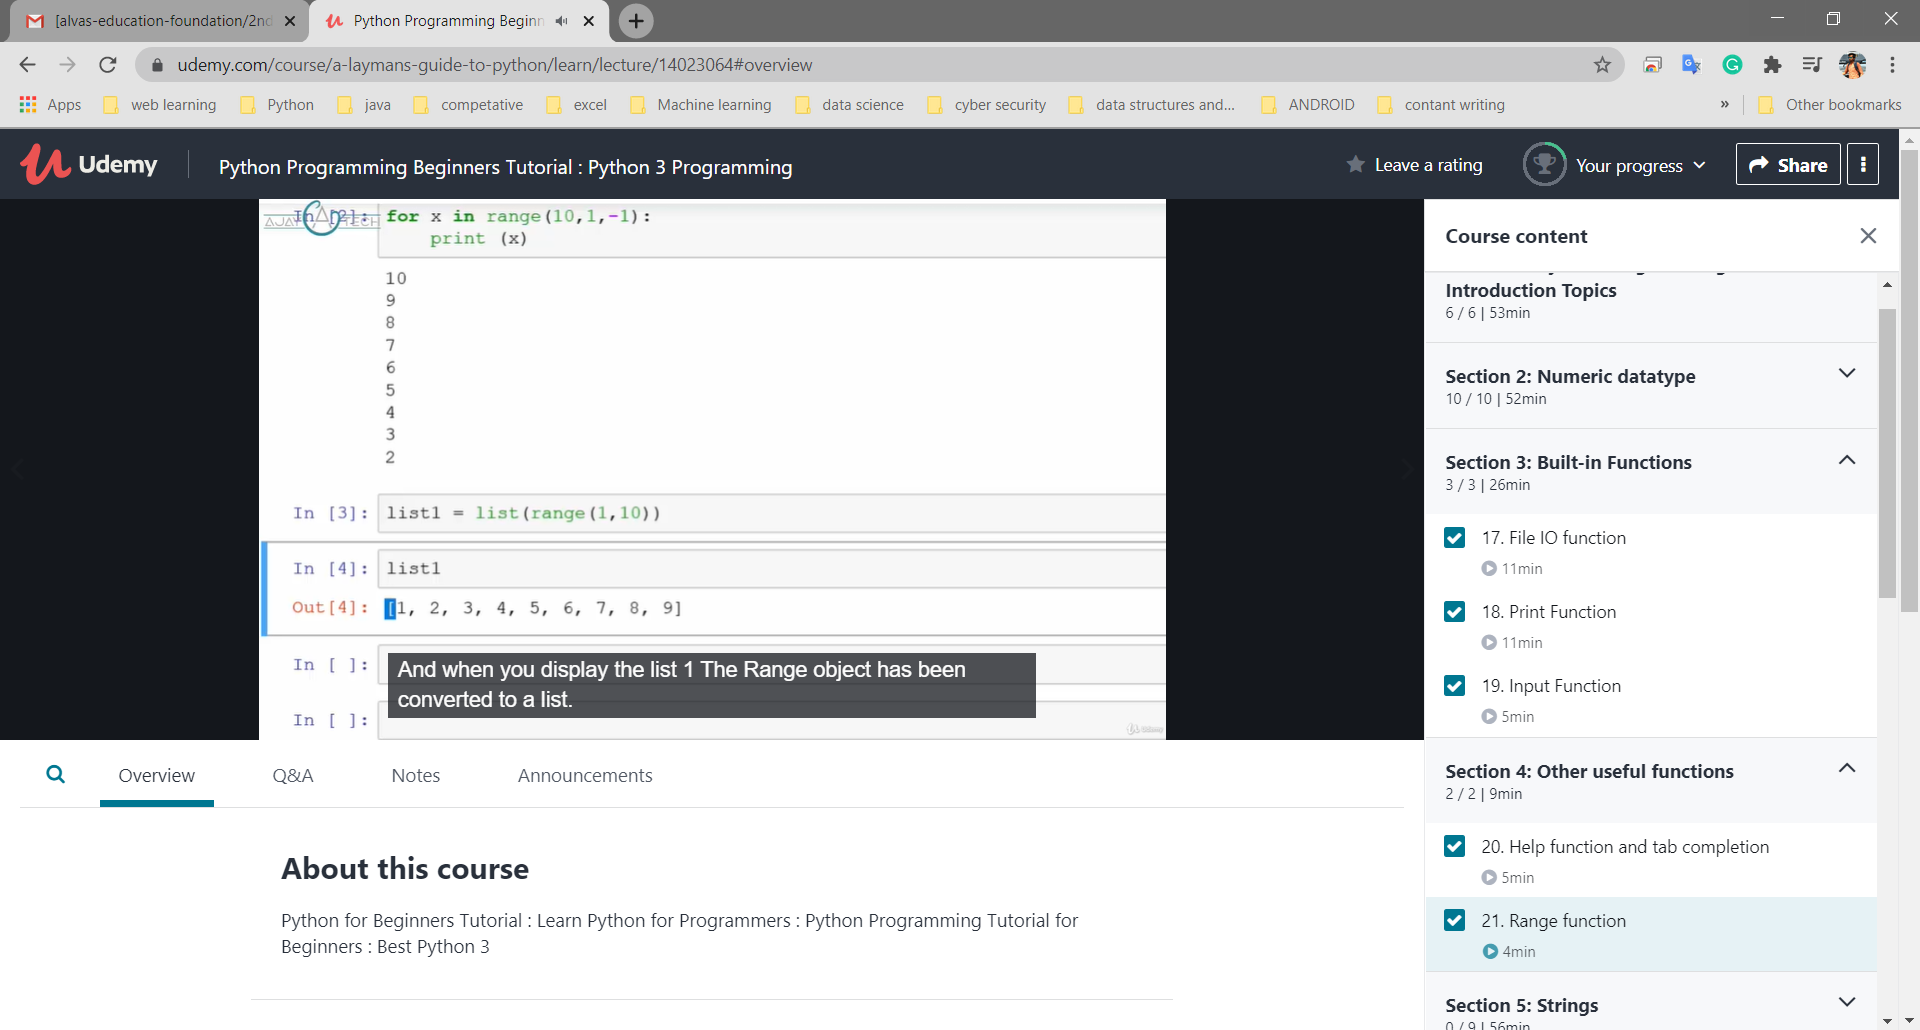 [alvas-education-foundation/2nd
Python Programming Beginn
udemy.com/course/a-laymans-guide-to-python/learn/lecture/14023064#overview
Apps web learning Python java competative excel Machine learning data science cyber security data structures and... ANDROID contant writing » Other bookmarks
Udemy
Python Programming Beginners Tutorial : Python 3 Programming
Leave a rating
Your progress
Share
AJAY TECH
In [2]: for x in range(10,1,-1):
print (x)
10
9
8
7
6
5
4
3
2
In [3]: list1 = list(range(1,10))
In [4]: list1
Out[4]: [1, 2, 3, 4, 5, 6, 7, 8, 9]
In [ ]:
And when you display the list 1 The Range object has been
converted to a list.
In [ ]:
Udemy
Course content
Introduction Topics
6 / 6 | 53min
Section 2: Numeric datatype
10 / 10 | 52min
Section 3: Built-in Functions
3 / 3 | 26min
17. File IO function
11min
18. Print Function
11min
19. Input Function
5min
Section 4: Other useful functions
2 / 2 | 9min
20. Help function and tab completion
5min
21. Range function
4min
Section 5: Strings
0 / 9 | 56min
Overview
Q&A
Notes
Announcements
About this course
Python for Beginners Tutorial : Learn Python for Programmers : Python Programming Tutorial for
Beginners : Best Python 3